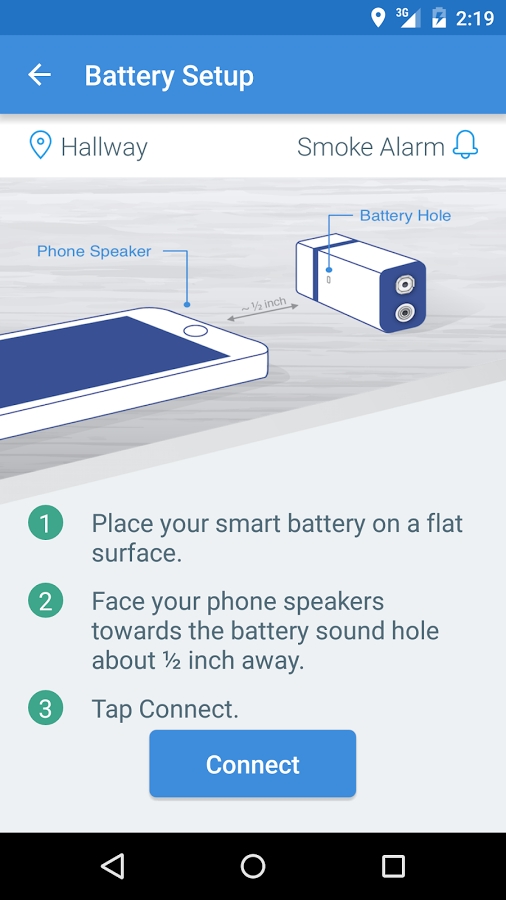 3G 2:19
Battery Setup
Hallway Smoke Alarm
Battery Hole
Phone Speaker
~ ½ inch
1 Place your smart battery on a flat
surface.
2 Face your phone speakers
towards the battery sound hole
about ½ inch away.
3 Tap Connect.
Connect